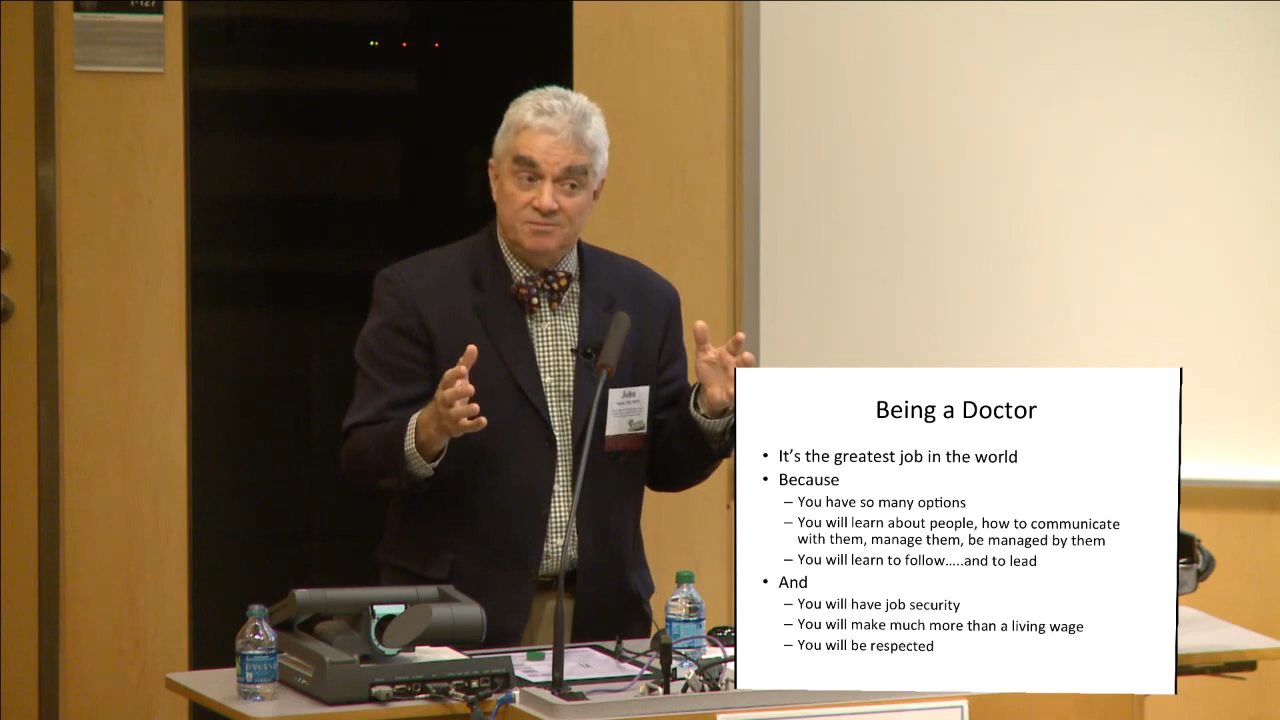 John
Being a Doctor
• It's the greatest job in the world
• Because
– You have so many options
– You will learn about people, how to communicate
with them, manage them, be managed by them
– You will learn to follow…..and to lead
• And
– You will have job security
– You will make much more than a living wage
– You will be respected
DASANI